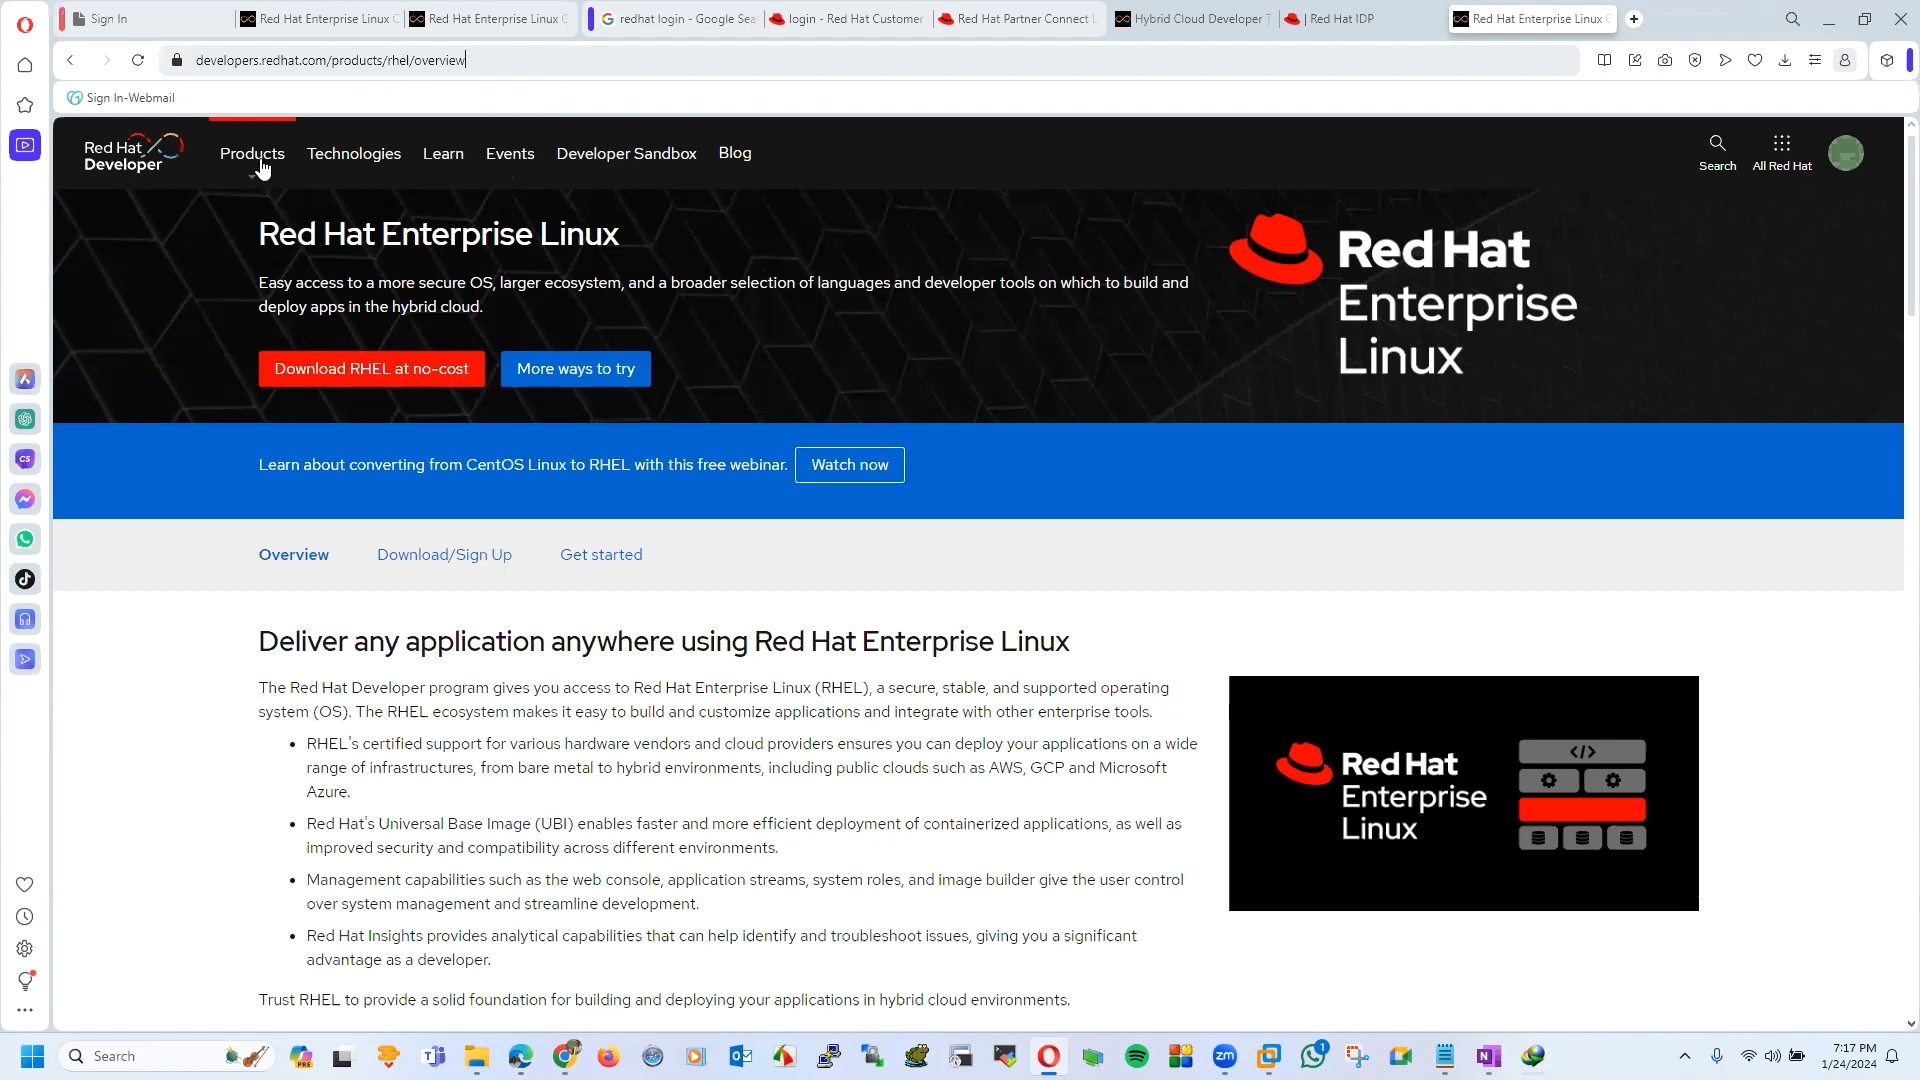 Sign In
Red Hat Enterprise Linux C
Red Hat Enterprise Linux C
redhat login - Google Sea
login - Red Hat Customer
Red Hat Partner Connect L
Hybrid Cloud Developer T
| Red Hat IDP
Red Hat Enterprise Linux C
developers.redhat.com/products/rhel/overview
Sign In-Webmail
Red Hat
Developer
Products
Technologies
Learn
Events
Developer Sandbox
Blog
Search
All Red Hat
Red Hat Enterprise Linux
Easy access to a more secure OS, larger ecosystem, and a broader selection of languages and developer tools on which to build and
deploy apps in the hybrid cloud.
Download RHEL at no-cost
More ways to try
Red Hat
Enterprise
Linux
Learn about converting from CentOS Linux to RHEL with this free webinar.
Watch now
Overview
Download/Sign Up
Get started
Deliver any application anywhere using Red Hat Enterprise Linux
The Red Hat Developer program gives you access to Red Hat Enterprise Linux (RHEL), a secure, stable, and supported operating
system (OS). The RHEL ecosystem makes it easy to build and customize applications and integrate with other enterprise tools.
• RHEL's certified support for various hardware vendors and cloud providers ensures you can deploy your applications on a wide
range of infrastructures, from bare metal to hybrid environments, including public clouds such as AWS, GCP and Microsoft
Azure.
• Red Hat's Universal Base Image (UBI) enables faster and more efficient deployment of containerized applications, as well as
improved security and compatibility across different environments.
• Management capabilities such as the web console, application streams, system roles, and image builder give the user control
over system management and streamline development.
• Red Hat Insights provides analytical capabilities that can help identify and troubleshoot issues, giving you a significant
advantage as a developer.
Trust RHEL to provide a solid foundation for building and deploying your applications in hybrid cloud environments.
Red Hat
Enterprise
Linux
</>
CS
Search
PRE
zm
1
7:17 PM
1/24/2024